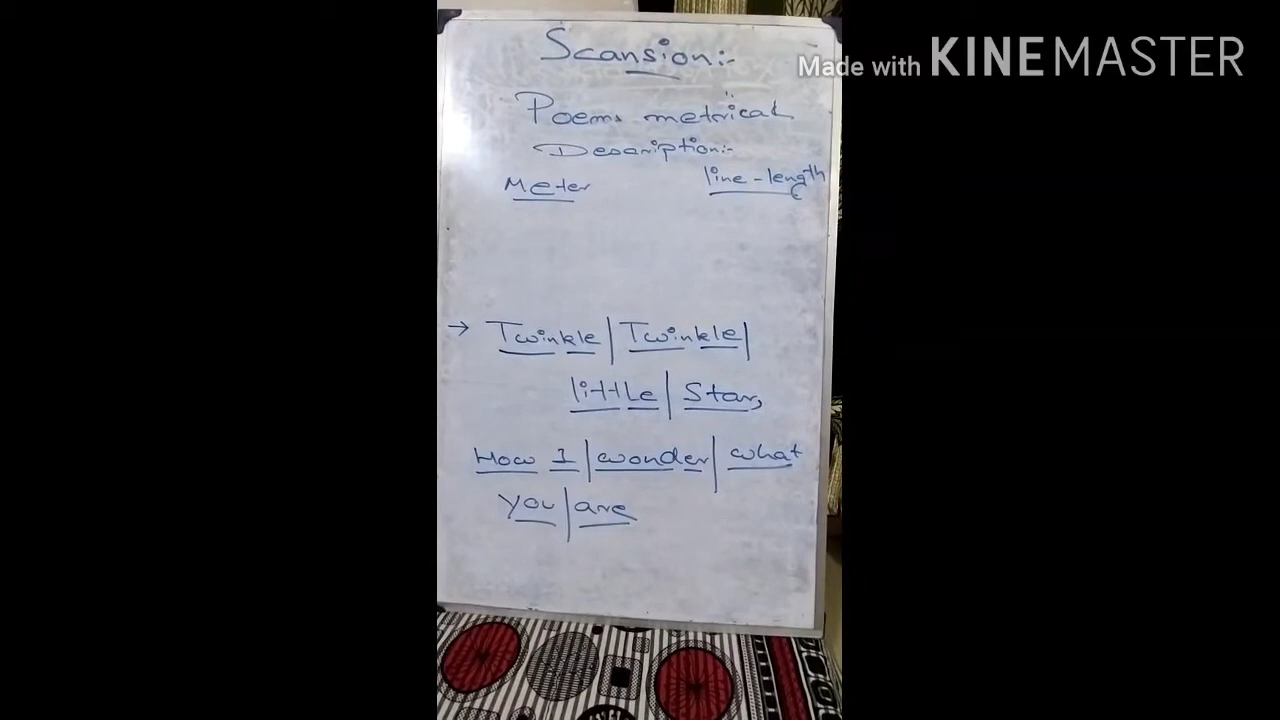 Scansion:-
Made with KINEMASTER
Poems metrical
Description:-
Meter line-length
→ Twinkle | Twinkle |
little | Star,
How I | wonder | what
you | are